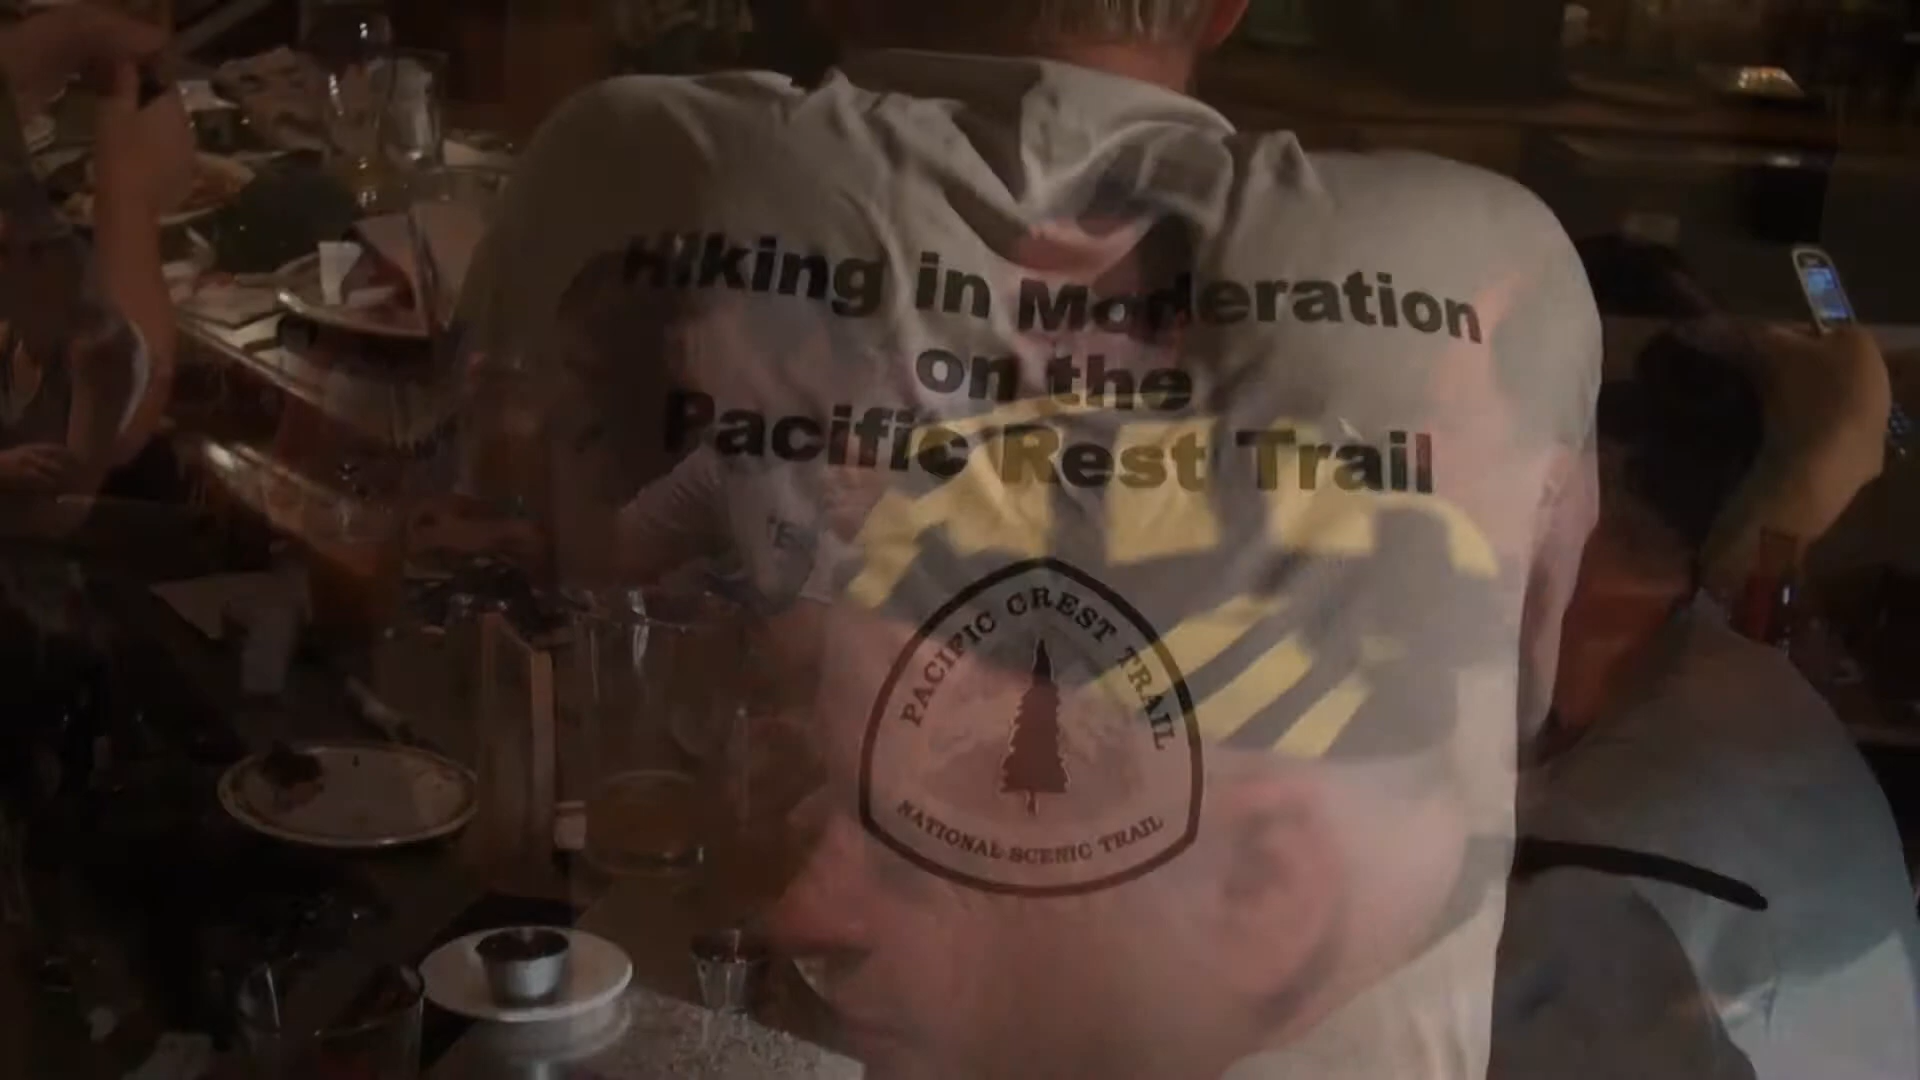 Hiking in Moderation
on the
Pacific Rest Trail
PACIFIC CREST TRAIL
NATIONAL SCENIC TRAIL